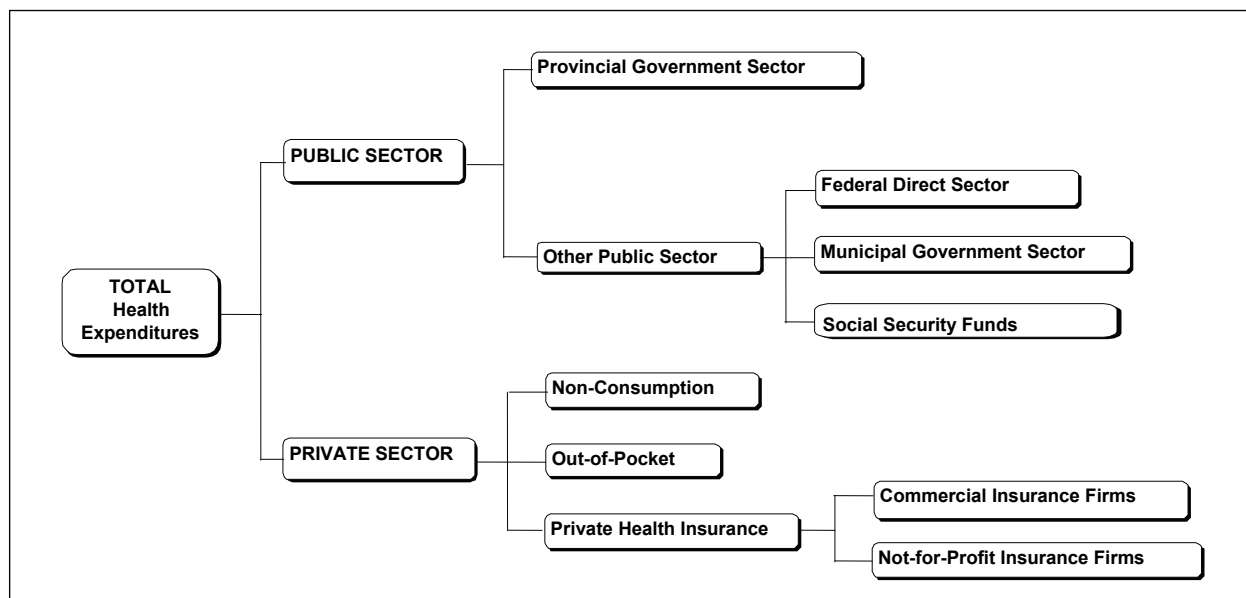 Provincial Government Sector
PUBLIC SECTOR
Federal Direct Sector
Other Public Sector
Municipal Government Sector
Social Security Funds
TOTAL
Health
Expenditures
Non-Consumption
PRIVATE SECTOR
Out-of-Pocket
Private Health Insurance
Commercial Insurance Firms
Not-for-Profit Insurance Firms